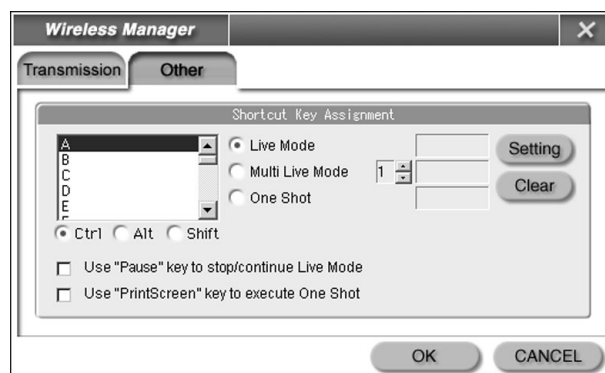 Wireless Manager
Transmission Other
Shortcut Key Assignment
A
B
C
D
E
Live Mode
Multi Live Mode 1
One Shot
Setting
Clear
Ctrl Alt Shift
Use "Pause" key to stop/continue Live Mode
Use "PrintScreen" key to execute One Shot
OK CANCEL